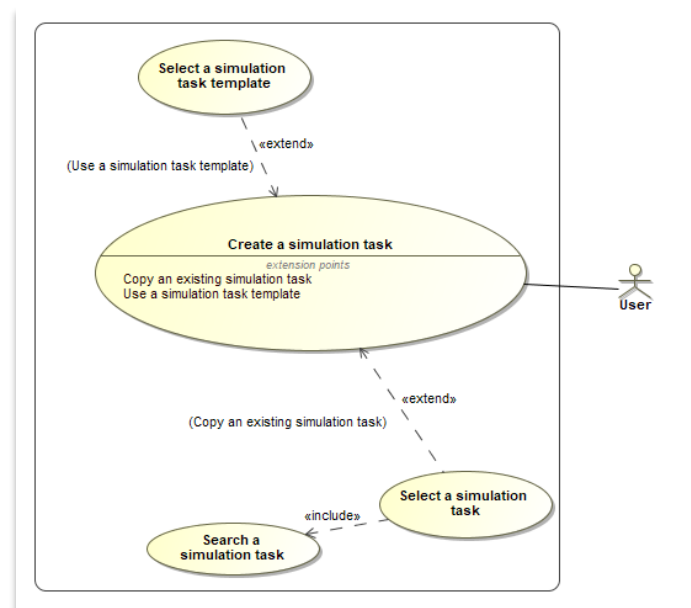 Select a simulation
task template
«extend»
(Use a simulation task template)
Create a simulation task
extension points
Copy an existing simulation task
Use a simulation task template
User
«extend»
(Copy an existing simulation task)
Select a simulation
task
«include»
Search a
simulation task